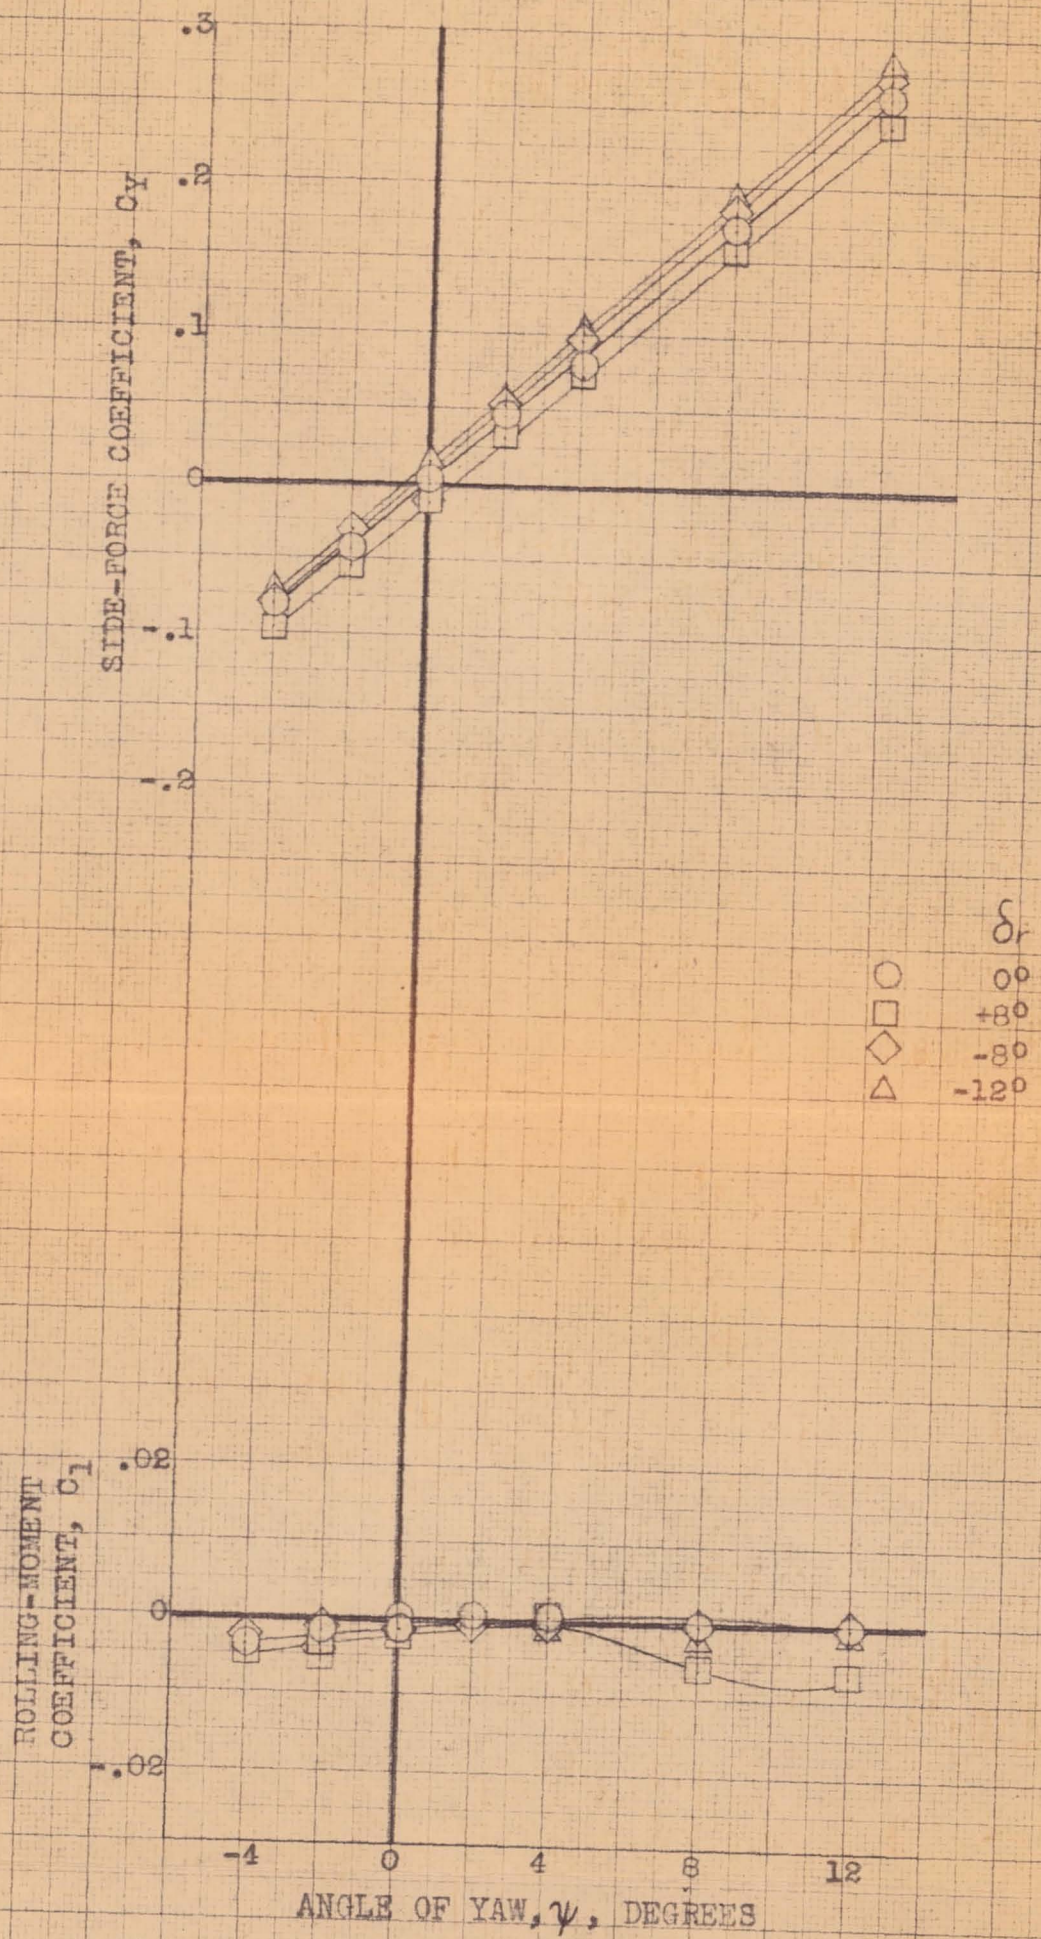 .3
.2
.1
0
-.1
-.2
SIDE-FORCE COEFFICIENT, CY
δr
0°
+8°
-8°
-12°
.02
0
-.02
ROLLING-MOMENT
COEFFICIENT, Cl
-4 0 4 8 12
ANGLE OF YAW, ψ, DEGREES